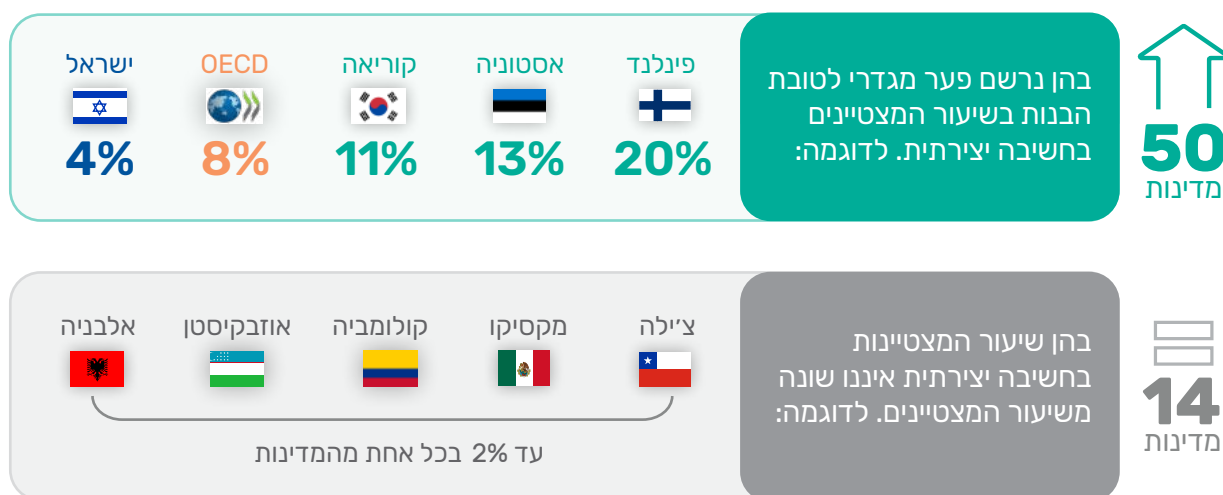 50
מדינות
בהן נרשם פער מגדרי לטובת
הבנות בשיעור המצטיינים
בחשיבה יצירתית. לדוגמה:
פינלנד
20%
אסטוניה
13%
קוריאה
11%
OECD
8%
ישראל
4%
14
מדינות
בהן שיעור המצטיינות
בחשיבה יצירתית איננו שונה
משיעור המצטיינים. לדוגמה:
צ׳ילה
מקסיקו
קולומביה
אוזבקיסטן
אלבניה
עד 2% בכל אחת מהמדינות